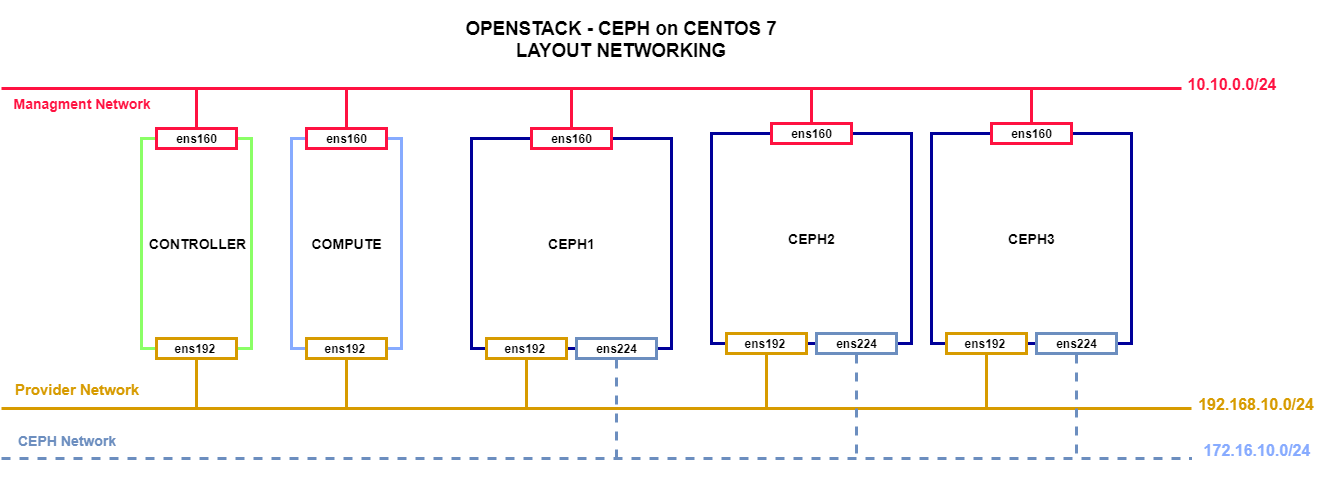 OPENSTACK - CEPH on CENTOS 7
LAYOUT NETWORKING
10.10.0.0/24
Managment Network
ens160
ens160
ens160
ens160
ens160
CONTROLLER
COMPUTE
CEPH1
CEPH2
CEPH3
ens192
ens192
ens192
ens224
ens192
ens224
ens192
ens224
Provider Network
192.168.10.0/24
CEPH Network
172.16.10.0/24